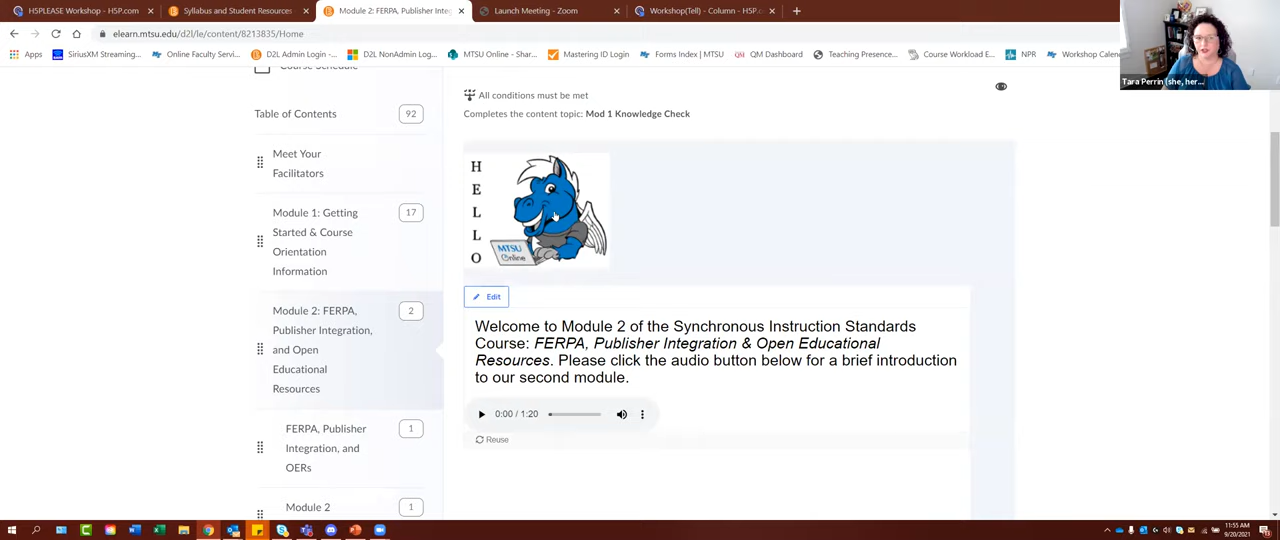 H5PLEASE Workshop - H5P.com
Syllabus and Student Resources
Module 2: FERPA, Publisher Inte
Launch Meeting - Zoom
Workshop(Tell) - Column - H5P.c
elearn.mtsu.edu/d2l/le/content/8213835/Home
Apps
SiriusXM Streaming...
Online Faculty Servi...
D2L Admin Login -...
D2L NonAdmin Log...
MTSU Online - Shar...
Mastering ID Login
Forms Index | MTSU
QM Dashboard
Teaching Presence...
Course Workload E...
NPR
Workshop Calen
Tara Perrin (she, her...
Course Schedule
Table of Contents
92
Meet Your
Facilitators
Module 1: Getting
Started & Course
Orientation
Information
17
Module 2: FERPA,
Publisher Integration,
and Open
Educational
Resources
2
FERPA, Publisher
Integration, and
OERs
1
Module 2
1
All conditions must be met
Completes the content topic: Mod 1 Knowledge Check
HELLO
MTSU
Online
Edit
Welcome to Module 2 of the Synchronous Instruction Standards
Course: FERPA, Publisher Integration & Open Educational
Resources. Please click the audio button below for a brief introduction
to our second module.
0:00 / 1:20
Reuse
11:55 AM
9/20/2021